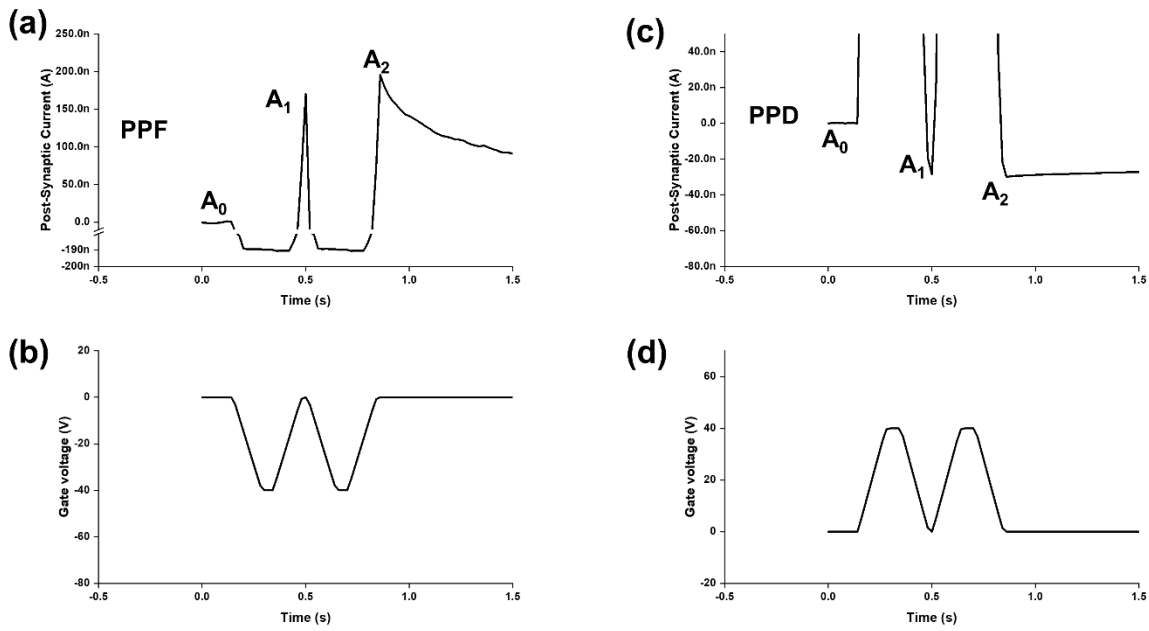 (a)
Post-Synaptic Current (A)
250.0n
200.0n
150.0n
100.0n
50.0n
0.0
-190n
-200n
PPF
A0
A1
A2
-0.5 0.0 0.5 1.0 1.5
Time (s)
(c)
Post-Synaptic Current (A)
40.0n
20.0n
0.0
-20.0n
-40.0n
-60.0n
-80.0n
PPD
A0
A1
A2
-0.5 0.0 0.5 1.0 1.5
Time (s)
(b)
Gate voltage (V)
20
0
-20
-40
-60
-80
-0.5 0.0 0.5 1.0 1.5
Time (s)
(d)
Gate voltage (V)
60
40
20
0
-20
-0.5 0.0 0.5 1.0 1.5
Time (s)